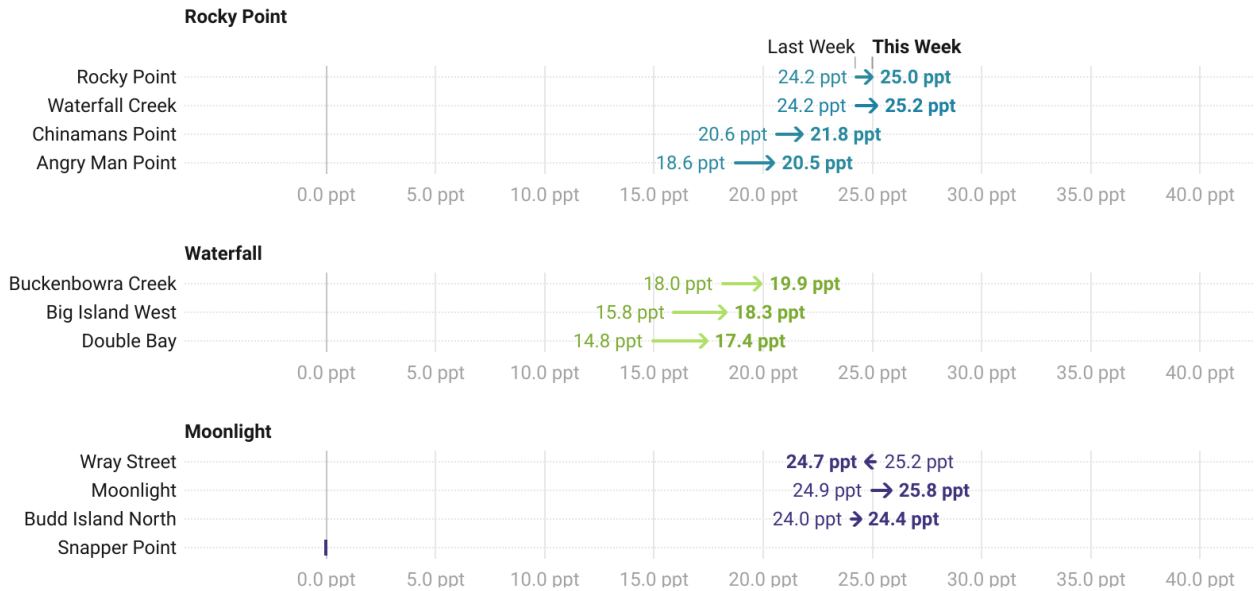 Rocky Point
Last Week This Week
Rocky Point 24.2 ppt 25.0 ppt
Waterfall Creek 24.2 ppt 25.2 ppt
Chinamans Point 20.6 ppt 21.8 ppt
Angry Man Point 18.6 ppt 20.5 ppt
0.0 ppt 5.0 ppt 10.0 ppt 15.0 ppt 20.0 ppt 25.0 ppt 30.0 ppt 35.0 ppt 40.0 ppt
Waterfall
Buckenbowra Creek 18.0 ppt 19.9 ppt
Big Island West 15.8 ppt 18.3 ppt
Double Bay 14.8 ppt 17.4 ppt
0.0 ppt 5.0 ppt 10.0 ppt 15.0 ppt 20.0 ppt 25.0 ppt 30.0 ppt 35.0 ppt 40.0 ppt
Moonlight
Wray Street 24.7 ppt 25.2 ppt
Moonlight 24.9 ppt 25.8 ppt
Budd Island North 24.0 ppt 24.4 ppt
Snapper Point
0.0 ppt 5.0 ppt 10.0 ppt 15.0 ppt 20.0 ppt 25.0 ppt 30.0 ppt 35.0 ppt 40.0 ppt